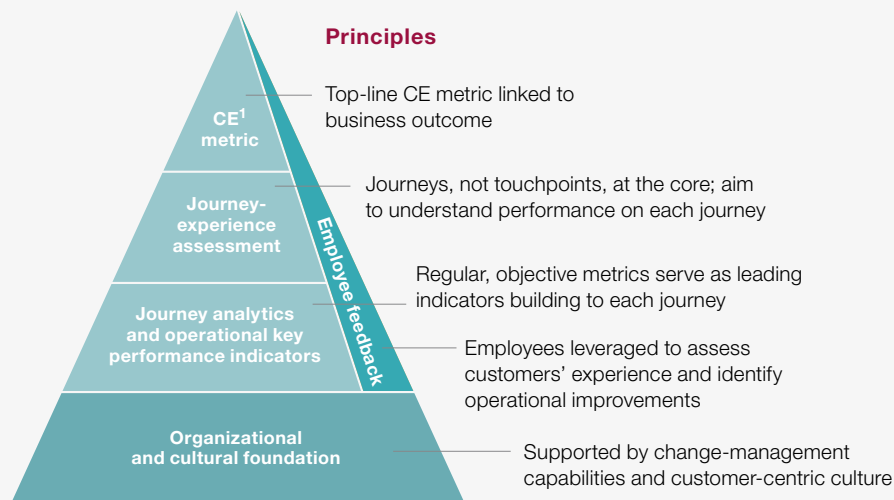 Principles
CE1
metric
Top-line CE metric linked to
business outcome
Journey-
experience
assessment
Journeys, not touchpoints, at the core; aim
to understand performance on each journey
Employee feedback
Journey analytics
and operational key
performance indicators
Regular, objective metrics serve as leading
indicators building to each journey
Employees leveraged to assess
customers’ experience and identify
operational improvements
Organizational
and cultural foundation
Supported by change-management
capabilities and customer-centric culture